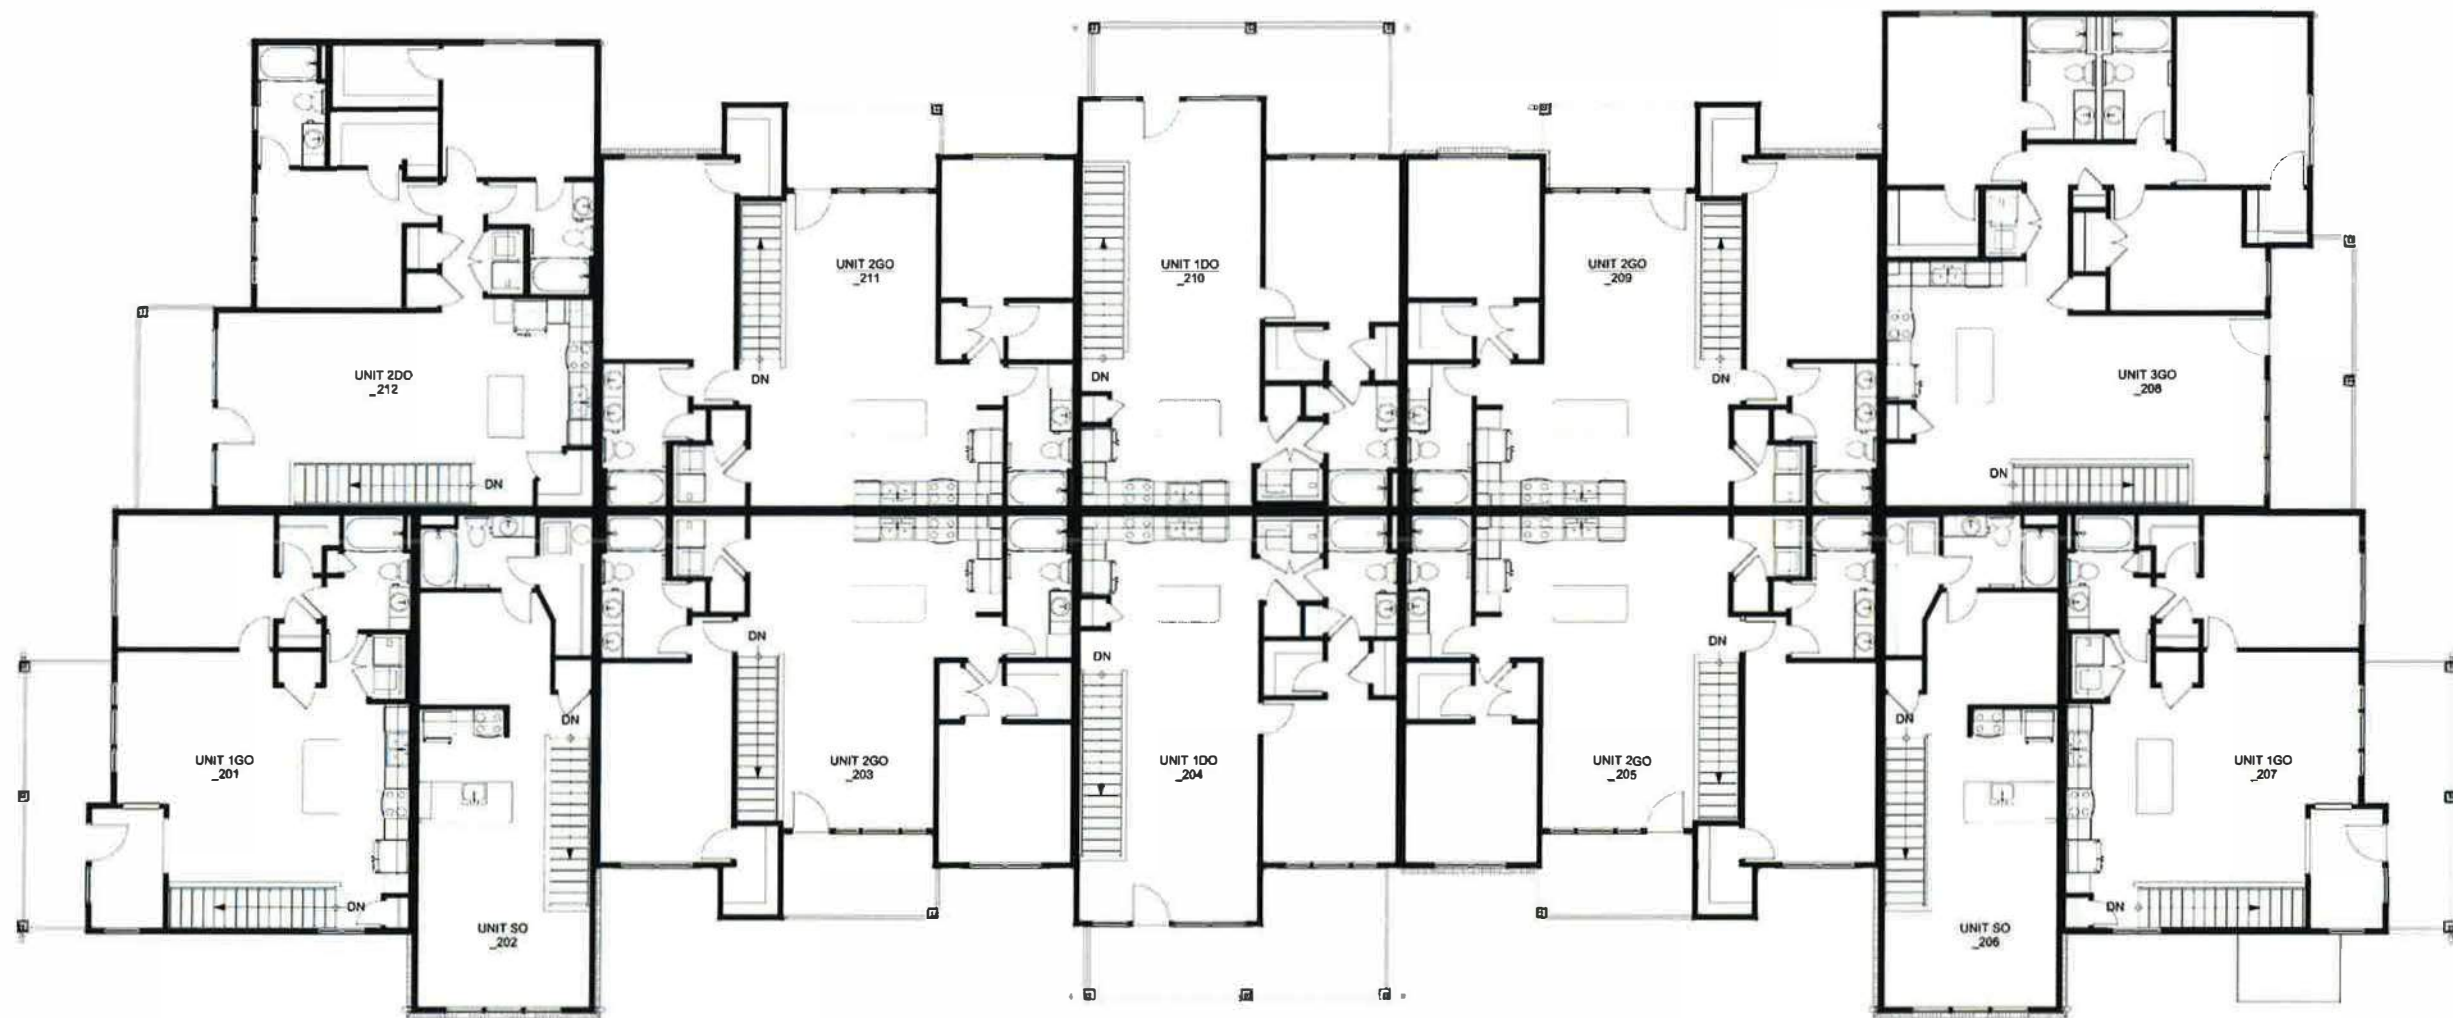 UNIT 2GO
_211
UNIT 1DO
_210
UNIT 2GO
_209
UNIT 2DO
_212
DN
DN
DN
UNIT 3GO
_208
DN
DN
DN
DN
DN
DN
DN
UNIT 1GO
_201
UNIT 2GO
_203
UNIT 1DO
_204
UNIT 2GO
_205
UNIT 1GO
_207
DN
DN
UNIT SO
_202
UNIT SO
_206